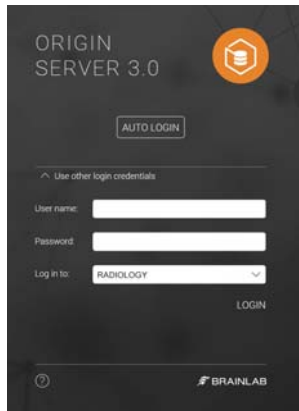 ORIGIN
SERVER 3.0
AUTO LOGIN
Use other login credentials
User name:
Password:
Log in to: RADIOLOGY
LOGIN
? BRAINLAB